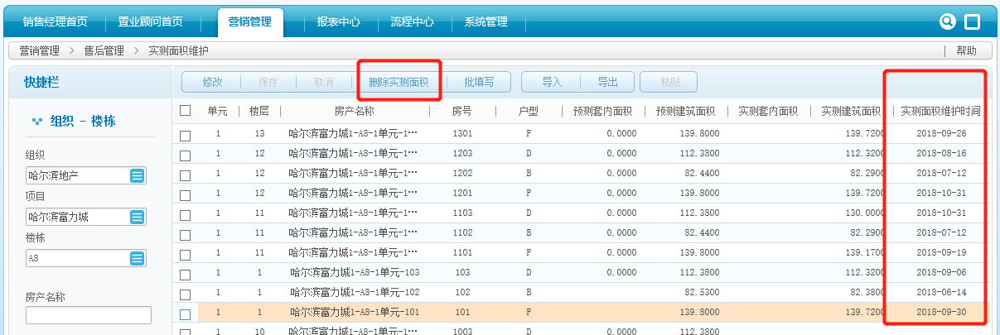 销售经理首页 置业顾问首页 营销管理 报表中心 流程中心 系统管理
营销管理 > 售后管理 > 实测面积维护 帮助
快捷栏
修改 保存 取消 删除实测面积 批填写 导入 导出 粘贴
组织 - 楼栋
组织
哈尔滨地产
项目
哈尔滨富力城
楼栋
A8
房产名称
单元 楼层 房产名称 房号 户型 预测套内面积 预测建筑面积 实测套内面积 实测建筑面积 实测面积维护时间
1 13 哈尔滨富力城1-A8-1单元-1… 1301 F 0.0000 139.8000 139.7200 2018-09-26
1 12 哈尔滨富力城1-A8-1单元-1… 1203 D 0.0000 112.3800 112.3200 2018-08-16
1 12 哈尔滨富力城1-A8-1单元-1… 1202 B 0.0000 82.4400 82.2900 2018-07-12
1 12 哈尔滨富力城1-A8-1单元-1… 1201 F 0.0000 139.8000 139.7200 2018-10-31
1 11 哈尔滨富力城1-A8-1单元-1… 1103 D 0.0000 112.3800 130.0000 2018-10-31
1 11 哈尔滨富力城1-A8-1单元-1… 1102 B 0.0000 82.4400 82.2900 2018-07-12
1 11 哈尔滨富力城1-A8-1单元-1… 1101 F 0.0000 139.8000 139.1700 2018-09-19
1 1 哈尔滨富力城1-A8-1单元-103 103 D 0.0000 112.3800 112.3200 2018-09-06
1 1 哈尔滨富力城1-A8-1单元-102 102 B 82.5300 82.3800 2018-06-14
1 1 哈尔滨富力城1-A8-1单元-101 101 F 139.8000 139.7200 2018-09-30
1 10 哈尔滨富力城1-A8-1单元-1… 1003 D 0.0000 112.3800